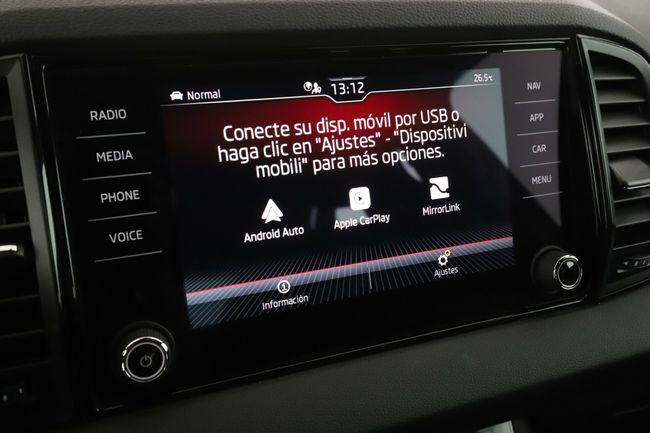 RADIO
MEDIA
PHONE
VOICE
Normal
13:12
26.5°C
Conecte su disp. móvil por USB o
haga clic en "Ajustes" - "Dispositivi
mobili" para más opciones.
Android Auto
Apple CarPlay
MirrorLink
Información
Ajustes
NAV
APP
CAR
MENU